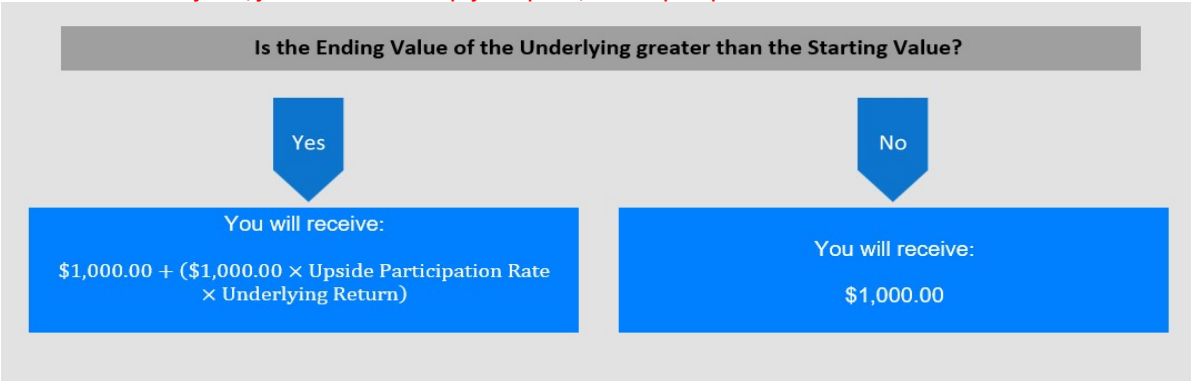 Is the Ending Value of the Underlying greater than the Starting Value?
Yes
No
You will receive:
$1,000.00 + ($1,000.00 × Upside Participation Rate
× Underlying Return)
You will receive:
$1,000.00